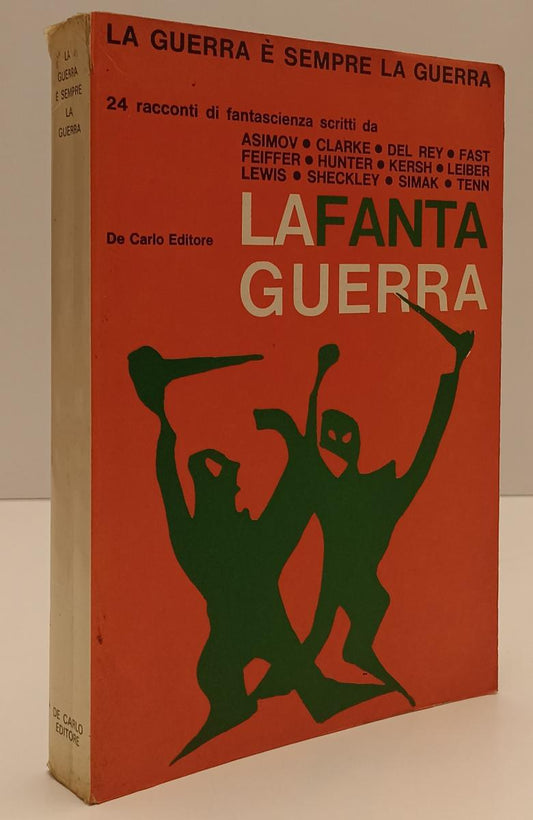 LA GUERRA È SEMPRE LA GUERRA
24 racconti di fantascienza scritti da
ASIMOV • CLARKE • DEL REY • FAST
FEIFFER • HUNTER • KERSH • LEIBER
LEWIS • SHECKLEY • SIMAK • TENN
De Carlo Editore
LAFANTA
GUERRA
LA
GUERRA
È SEMPRE
LA
GUERRA
DE CARLO
EDITORE